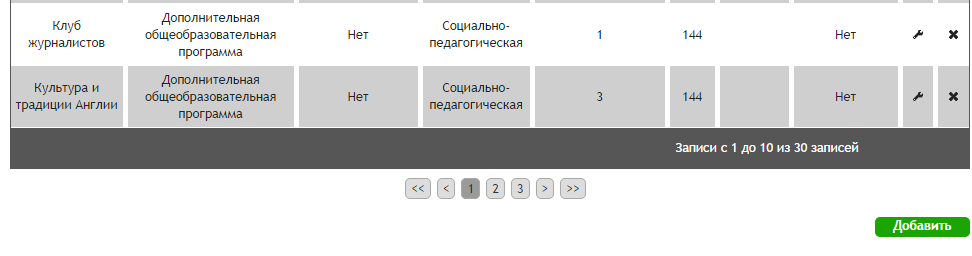 Клуб журналистов
Дополнительная общеобразовательная программа
Нет
Социально-педагогическая
1
144
Нет
Культура и традиции Англии
Дополнительная общеобразовательная программа
Нет
Социально-педагогическая
3
144
Нет
Записи с 1 до 10 из 30 записей
<< < 1 2 3 > >>
Добавить